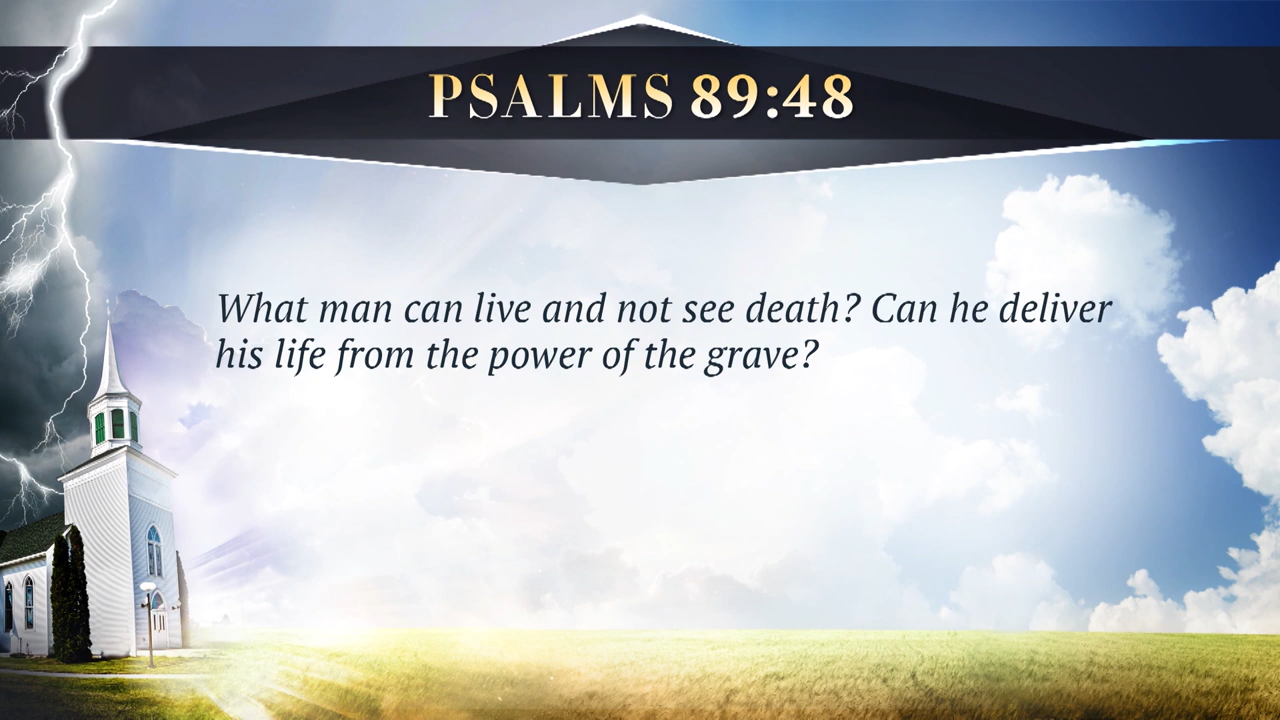 PSALMS 89:48
What man can live and not see death? Can he deliver
his life from the power of the grave?